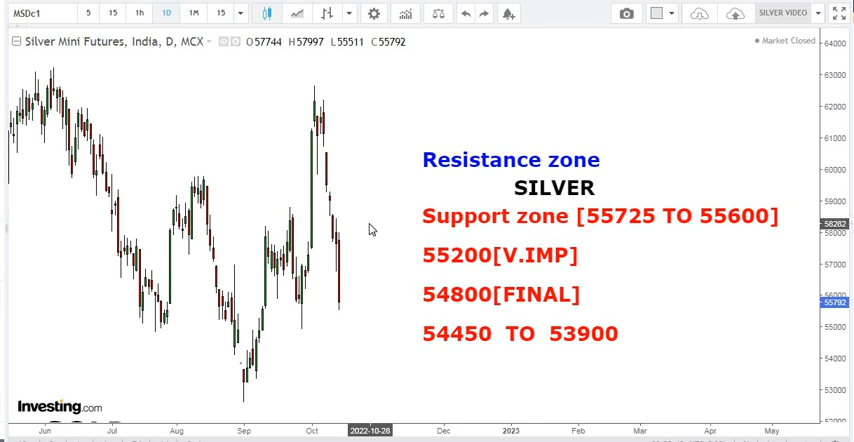 MSDc1 5 15 1h 1D 1M 15 SILVER VIDEO
Silver Mini Futures, India, D, MCX O57744 H57997 L55511 C55792
Market Closed
64000
63000
62000
61000
60000
59000
58282
58000
57000
56000
55792
55000
54000
53000
52000
Resistance zone
SILVER
Support zone [55725 TO 55600]
55200[V.IMP]
54800[FINAL]
54450 TO 53900
Investing.com
Jun Jul Aug Sep Oct 2022-10-28 Dec 2023 Feb Mar Apr May